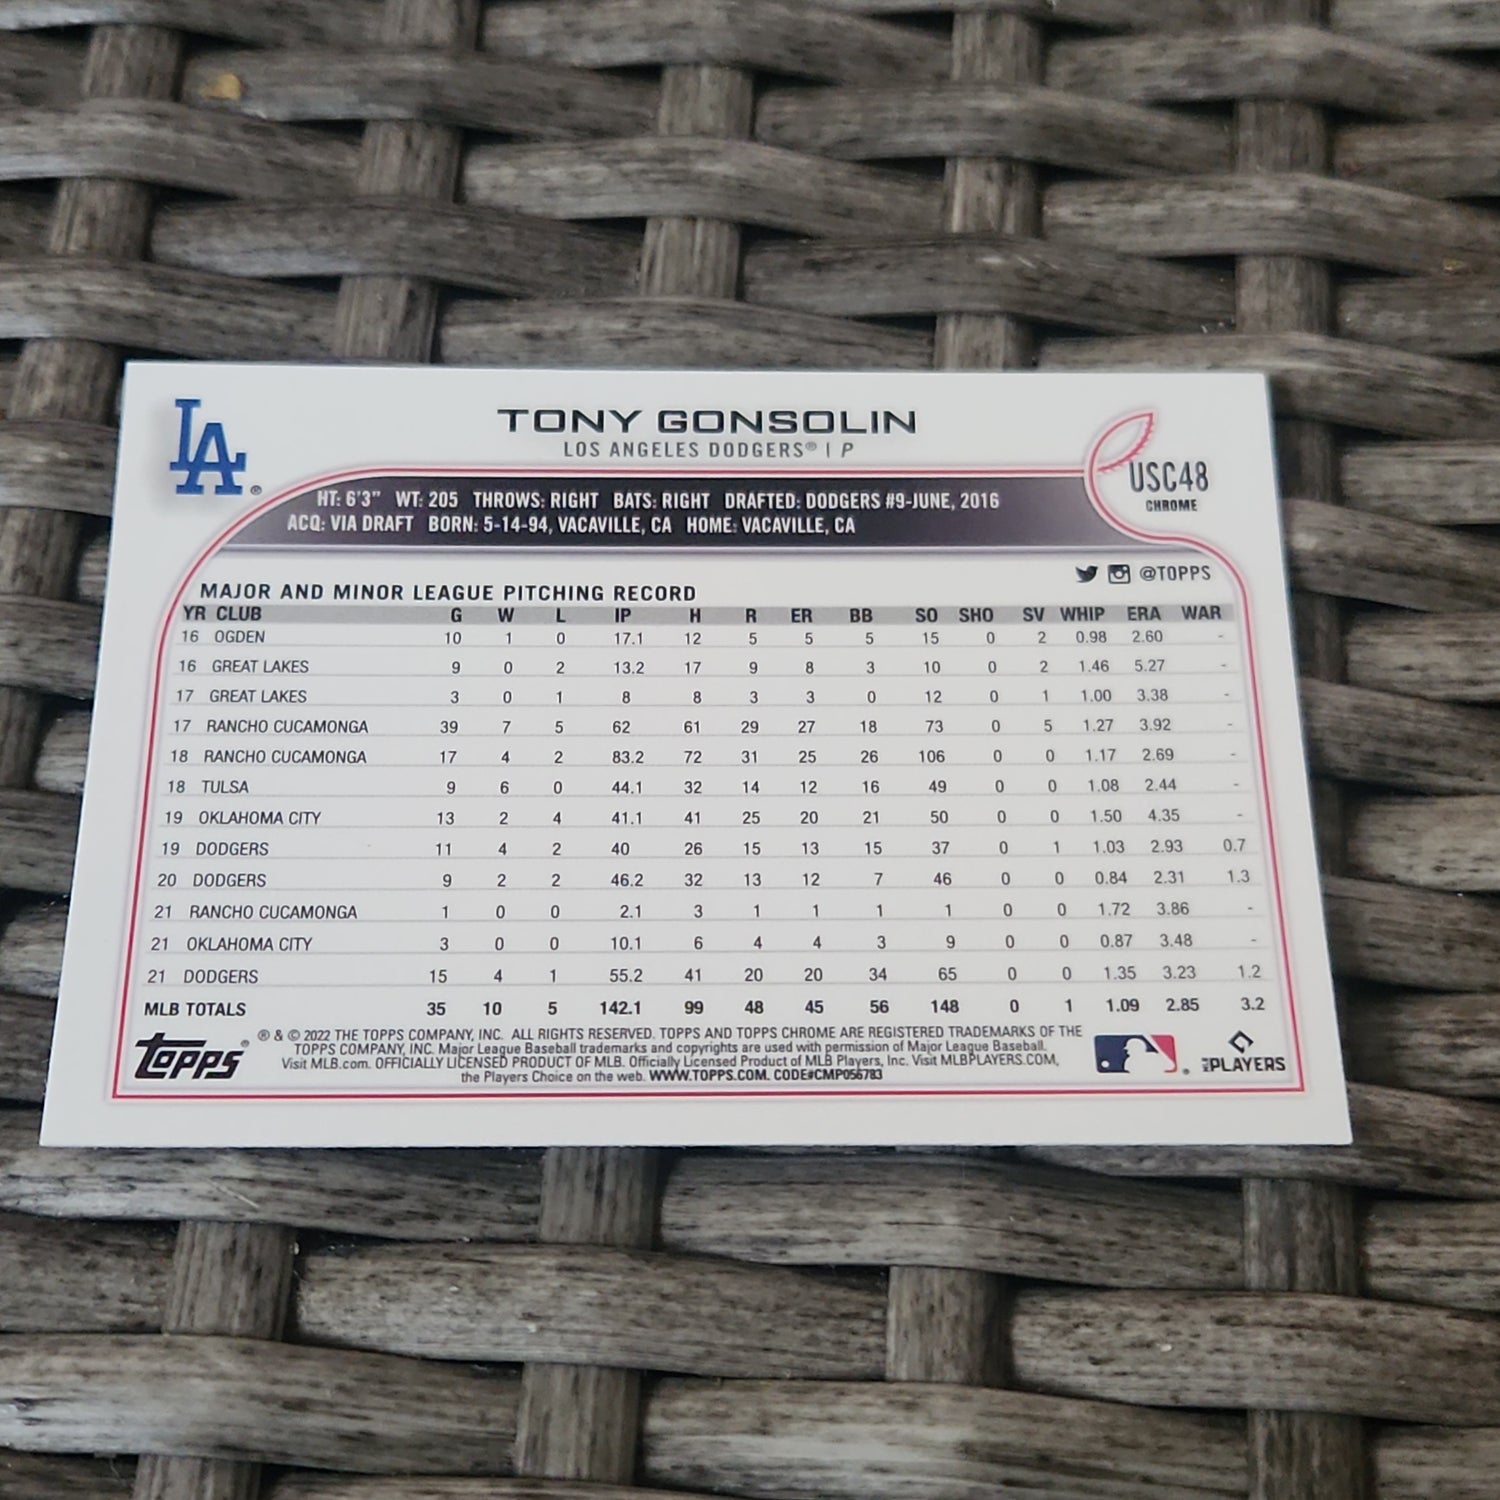 LA ®
TONY GONSOLIN
LOS ANGELES DODGERS® | P
USC48
CHROME
HT: 6'3" WT: 205 THROWS: RIGHT BATS: RIGHT DRAFTED: DODGERS #9-JUNE, 2016
ACQ: VIA DRAFT BORN: 5-14-94, VACAVILLE, CA HOME: VACAVILLE, CA
@TOPPS
MAJOR AND MINOR LEAGUE PITCHING RECORD
YR CLUB G W L IP H R ER BB SO SHO SV WHIP ERA WAR
16 OGDEN 10 1 0 17.1 12 5 5 5 15 0 2 0.98 2.60 -
16 GREAT LAKES 9 0 2 13.2 17 9 8 3 10 0 2 1.46 5.27 -
17 GREAT LAKES 3 0 1 8 8 3 3 0 12 0 1 1.00 3.38 -
17 RANCHO CUCAMONGA 39 7 5 62 61 29 27 18 73 0 5 1.27 3.92 -
18 RANCHO CUCAMONGA 17 4 2 83.2 72 31 25 26 106 0 0 1.17 2.69 -
18 TULSA 9 6 0 44.1 32 14 12 16 49 0 0 1.08 2.44 -
19 OKLAHOMA CITY 13 2 4 41.1 41 25 20 21 50 0 0 1.50 4.35 -
19 DODGERS 11 4 2 40 26 15 13 15 37 0 1 1.03 2.93 0.7
20 DODGERS 9 2 2 46.2 32 13 12 7 46 0 0 0.84 2.31 1.3
21 RANCHO CUCAMONGA 1 0 0 2.1 3 1 1 1 1 0 0 1.72 3.86 -
21 OKLAHOMA CITY 3 0 0 10.1 6 4 4 3 9 0 0 0.87 3.48 -
21 DODGERS 15 4 1 55.2 41 20 20 34 65 0 0 1.35 3.23 1.2
MLB TOTALS 35 10 5 142.1 99 48 45 56 148 0 1 1.09 2.85 3.2
topps®
® & © 2022 THE TOPPS COMPANY, INC. ALL RIGHTS RESERVED. TOPPS AND TOPPS CHROME ARE REGISTERED TRADEMARKS OF THE
TOPPS COMPANY, INC. Major League Baseball trademarks and copyrights are used with permission of Major League Baseball.
Visit MLB.com. OFFICIALLY LICENSED PRODUCT OF MLB. Officially Licensed Product of MLB Players, Inc. Visit MLBPLAYERS.COM,
the Players Choice on the web. WWW.TOPPS.COM. CODE#CMP056783
MLB PLAYERS